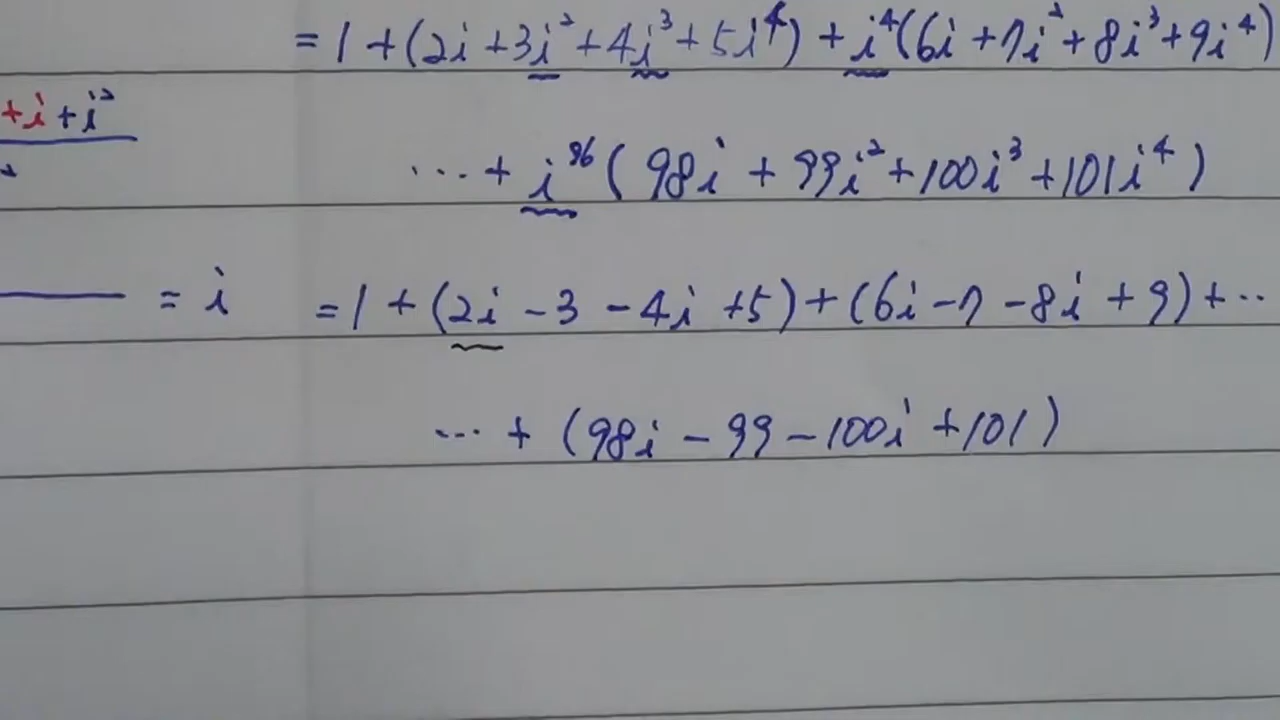 = 1 + (2i + 3i² + 4i³ + 5i⁴) + i⁴(6i + 7i² + 8i³ + 9i⁴)
+i +i²
⋯ + i⁹⁶ ( 98i + 99i² + 100i³ + 101i⁴ )
= i
= 1 + (2i - 3 - 4i + 5) + (6i - 7 - 8i + 9) + ⋯
⋯ + (98i - 99 - 100i + 101)